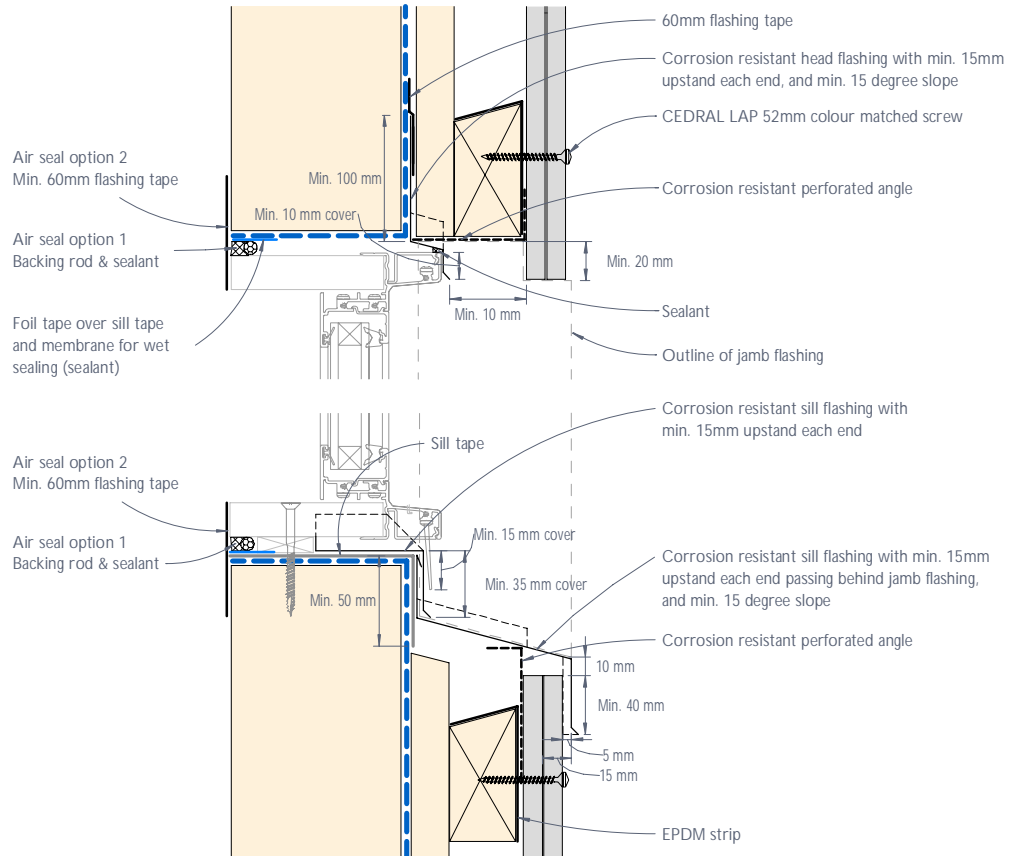 60mm flashing tape
Corrosion resistant head flashing with min. 15mm
upstand each end, and min. 15 degree slope
CEDRAL LAP 52mm colour matched screw
Air seal option 2
Min. 60mm flashing tape
Min. 100 mm
Corrosion resistant perforated angle
Min. 10 mm cover
Air seal option 1
Backing rod & sealant
Min. 20 mm
Min. 10 mm
Sealant
Foil tape over sill tape
and membrane for wet
sealing (sealant)
Outline of jamb flashing
Corrosion resistant sill flashing with
min. 15mm upstand each end
Sill tape
Air seal option 2
Min. 60mm flashing tape
Min. 15 mm cover
Air seal option 1
Backing rod & sealant
Corrosion resistant sill flashing with min. 15mm
upstand each end passing behind jamb flashing,
and min. 15 degree slope
Min. 35 mm cover
Min. 50 mm
Corrosion resistant perforated angle
10 mm
Min. 40 mm
5 mm
15 mm
EPDM strip